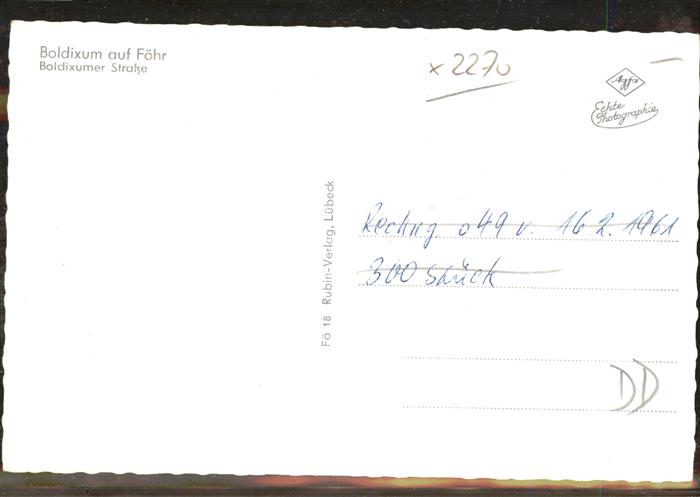 Boldixum auf Föhr
Boldixumer Straße
x 2270
Agfa
Echte
Photographie
Fö 18 Rubin-Verlag, Lübeck
Rechng. 049 v. 16 2. 1961
300 Stück
DD